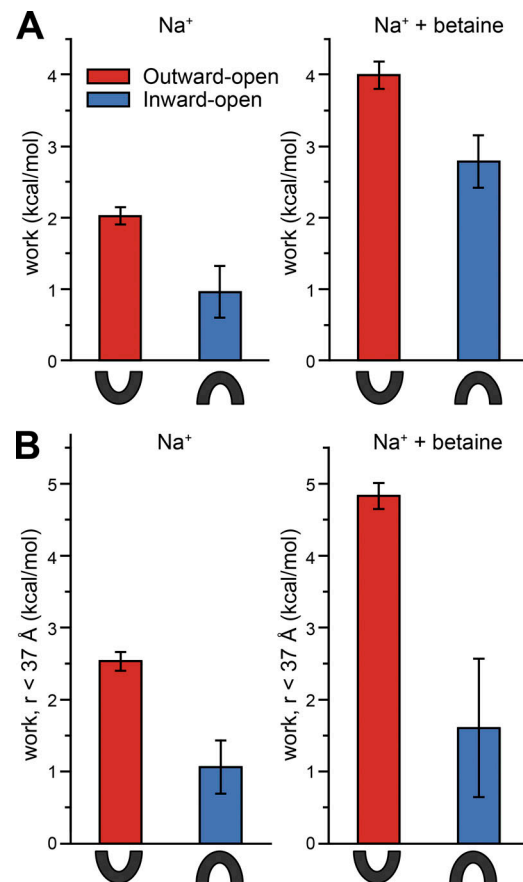 A
Na⁺
Na⁺ + betaine
Outward-open
Inward-open
work (kcal/mol)
4
3
2
1
0
work (kcal/mol)
4
3
2
1
0
B
Na⁺
Na⁺ + betaine
work, r < 37 Å (kcal/mol)
5
4
3
2
1
0
work, r < 37 Å (kcal/mol)
5
4
3
2
1
0